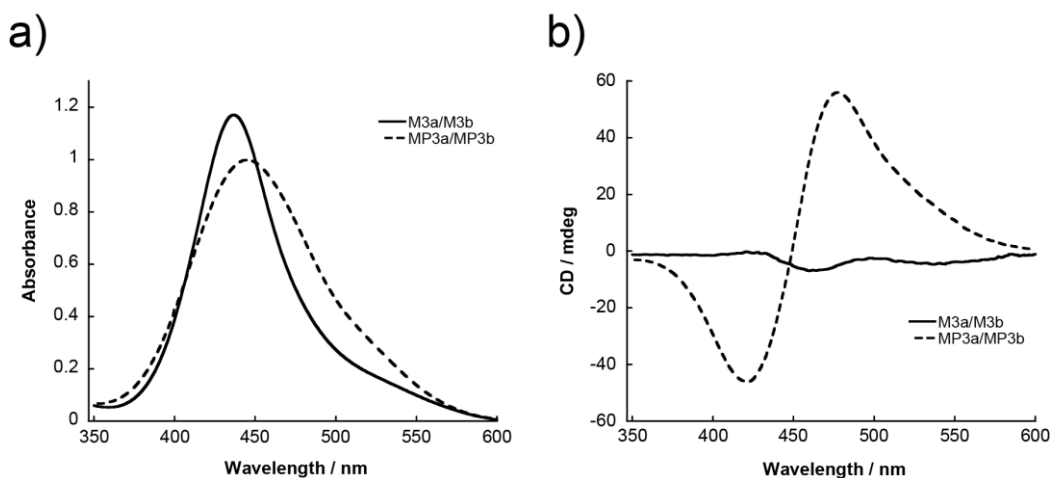 a)
1.2
1
0.8
0.6
0.4
0.2
0
350 400 450 500 550 600
Absorbance
Wavelength / nm
M3a/M3b
MP3a/MP3b
b)
60
40
20
0
-20
-40
-60
350 400 450 500 550 600
CD / mdeg
Wavelength / nm
M3a/M3b
MP3a/MP3b